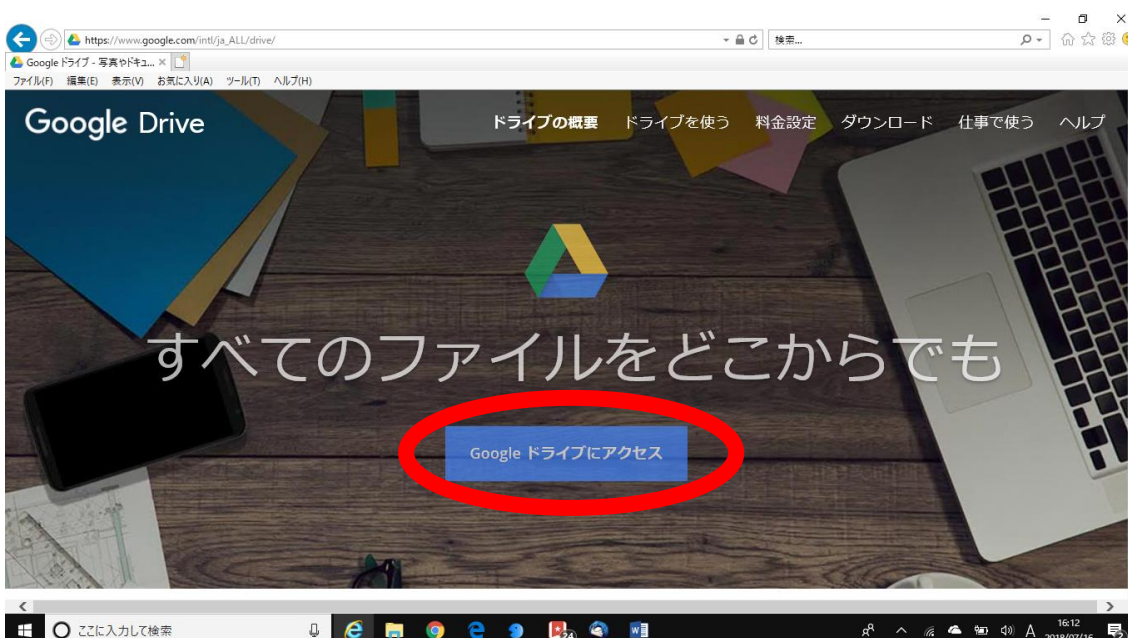 https://www.google.com/intl/ja_ALL/drive/
検索...
Google ドライブ - 写真やドキュ...
ファイル(F) 編集(E) 表示(V) お気に入り(A) ツール(T) ヘルプ(H)
Google Drive
ドライブの概要 ドライブを使う 料金設定 ダウンロード 仕事で使う ヘルプ
すべてのファイルをどこからでも
Google ドライブにアクセス
ここに入力して検索
24
A
16:12
2018/07/16